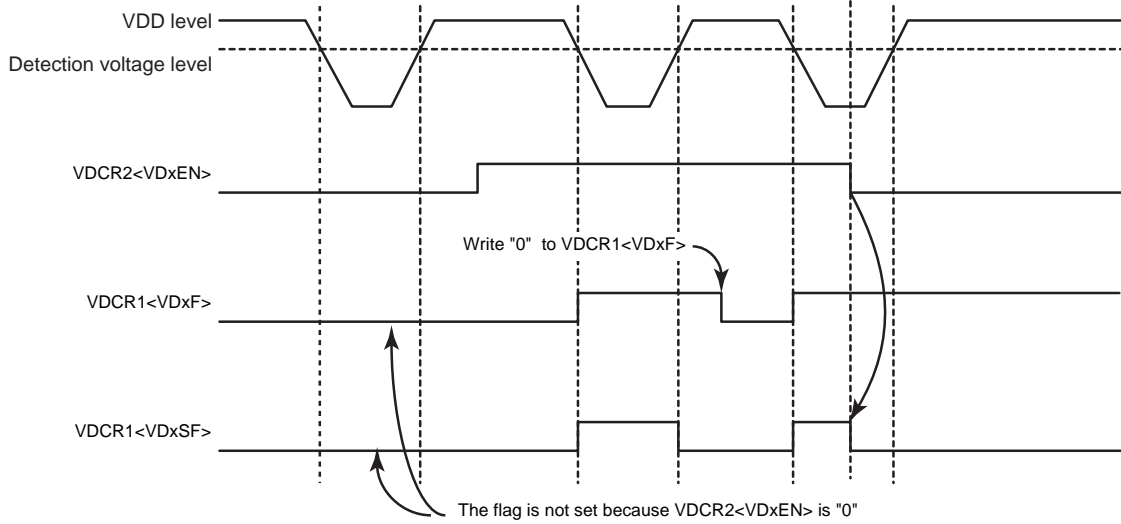 VDD level
Detection voltage level
VDCR2<VDxEN>
Write "0" to VDCR1<VDxF>
VDCR1<VDxF>
VDCR1<VDxSF>
The flag is not set because VDCR2<VDxEN> is "0"